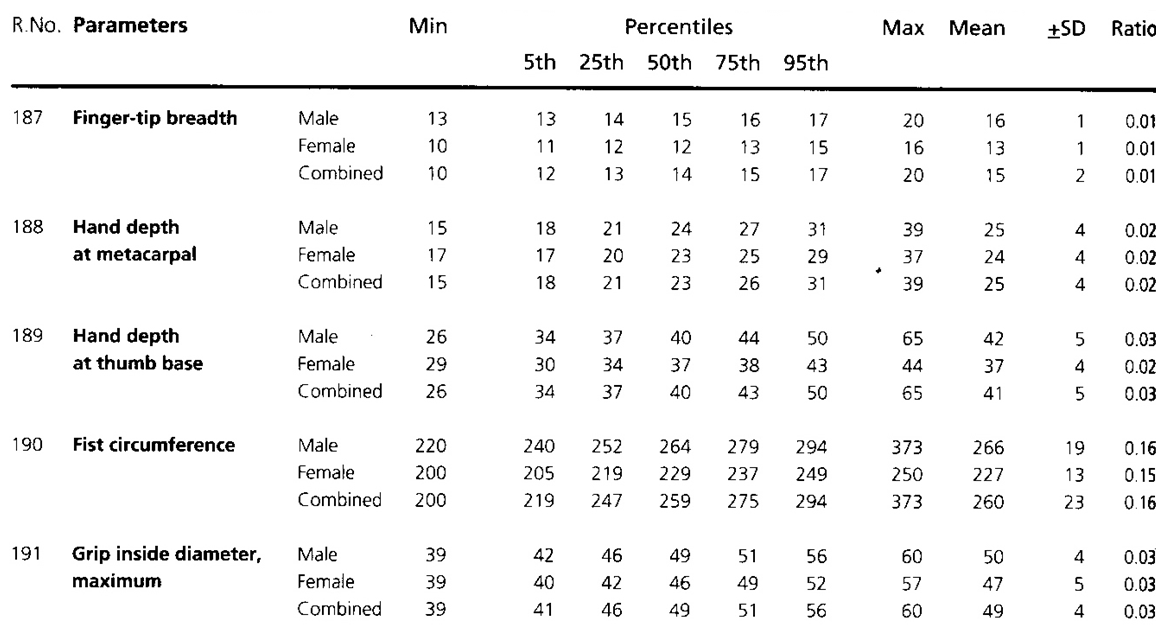 R.No. Parameters Min Percentiles Max Mean ±SD Ratio
5th 25th 50th 75th 95th
187 Finger-tip breadth Male 13 13 14 15 16 17 20 16 1 0.01
Female 10 11 12 12 13 15 16 13 1 0.01
Combined 10 12 13 14 15 17 20 15 2 0.01
188 Hand depth Male 15 18 21 24 27 31 39 25 4 0.02
at metacarpal Female 17 17 20 23 25 29 37 24 4 0.02
Combined 15 18 21 23 26 31 39 25 4 0.02
189 Hand depth Male 26 34 37 40 44 50 65 42 5 0.03
at thumb base Female 29 30 34 37 38 43 44 37 4 0.02
Combined 26 34 37 40 43 50 65 41 5 0.03
190 Fist circumference Male 220 240 252 264 279 294 373 266 19 0.16
Female 200 205 219 229 237 249 250 227 13 0.15
Combined 200 219 247 259 275 294 373 260 23 0.16
191 Grip inside diameter, Male 39 42 46 49 51 56 60 50 4 0.03
maximum Female 39 40 42 46 49 52 57 47 5 0.03
Combined 39 41 46 49 51 56 60 49 4 0.03